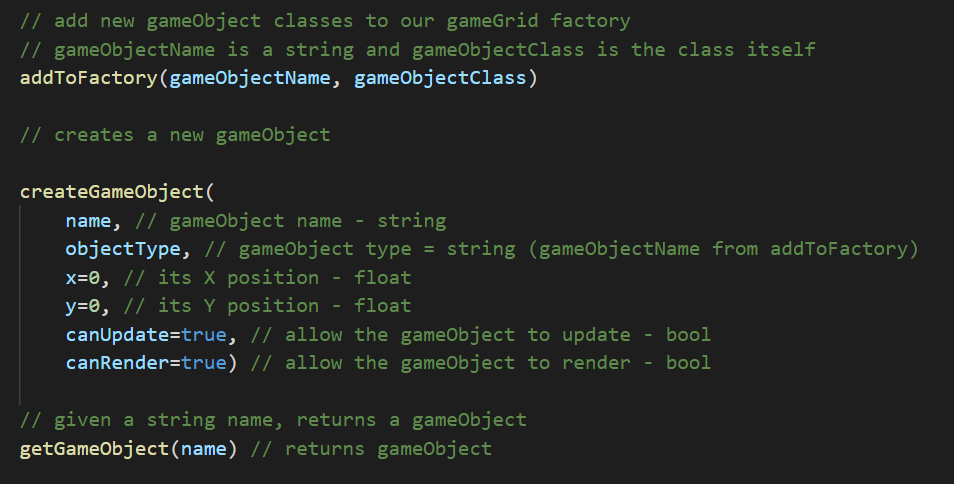 // add new gameObject classes to our gameGrid factory
// gameObjectName is a string and gameObjectClass is the class itself
addToFactory(gameObjectName, gameObjectClass)
// creates a new gameObject
createGameObject(
name, // gameObject name - string
objectType, // gameObject type = string (gameObjectName from addToFactory)
x=0, // its X position - float
y=0, // its Y position - float
canUpdate=true, // allow the gameObject to update - bool
canRender=true) // allow the gameObject to render - bool
// given a string name, returns a gameObject
getGameObject(name) // returns gameObject